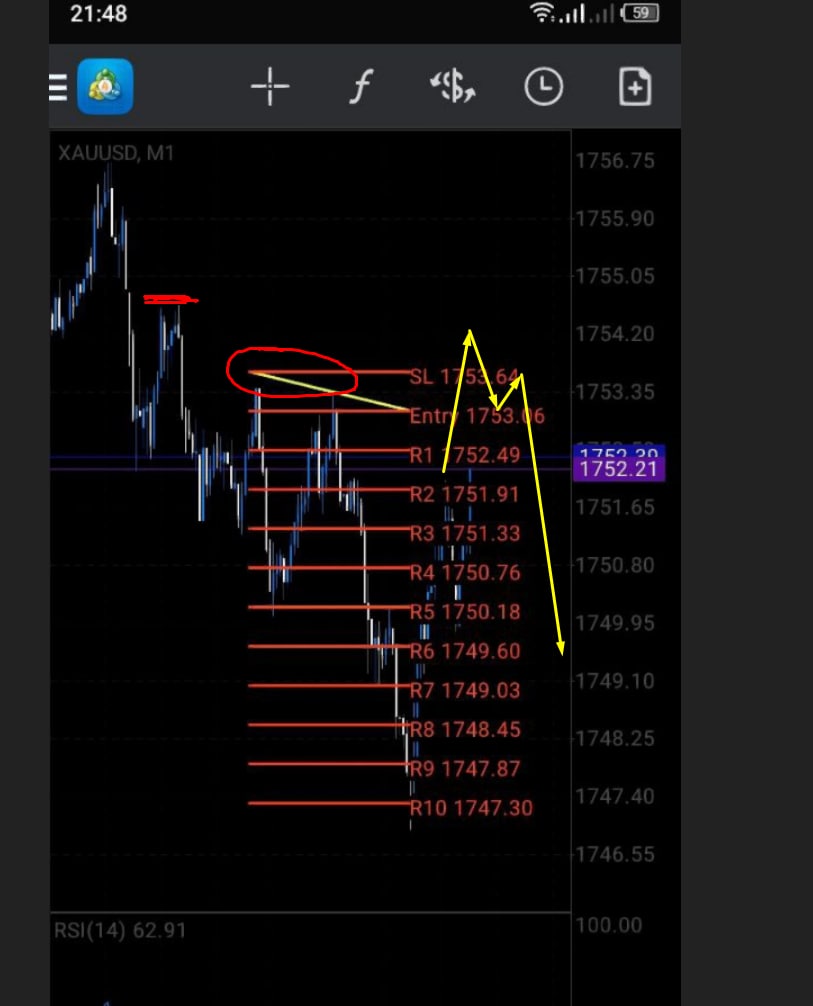 21:48
59
XAUUSD, M1
1756.75
1755.90
1755.05
1754.20
SL 1753.64
1753.35
Entry 1753.06
R1 1752.49
1752.39
1752.21
R2 1751.91
1751.65
R3 1751.33
R4 1750.76
1750.80
R5 1750.18
1749.95
R6 1749.60
R7 1749.03
1749.10
R8 1748.45
1748.25
R9 1747.87
R10 1747.30
1747.40
1746.55
RSI(14) 62.91
100.00